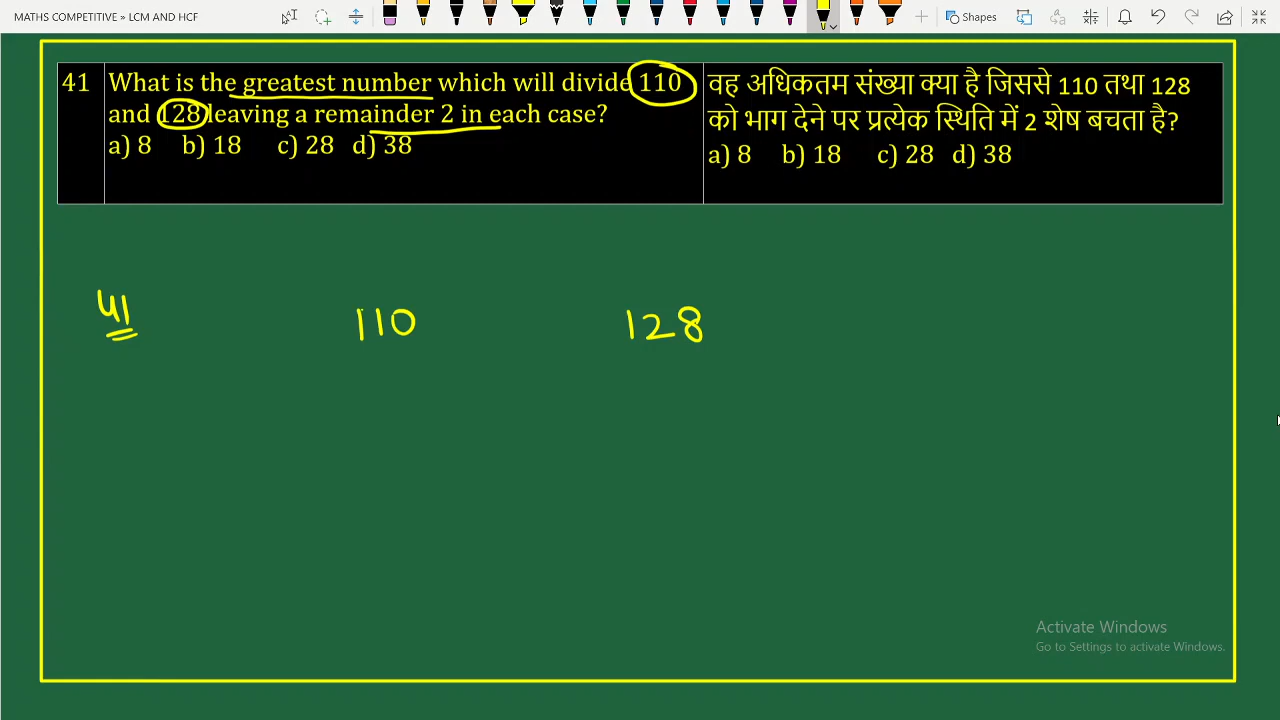 MATHS COMPETITIVE » LCM AND HCF
Shapes
41
What is the greatest number which will divide 110
and 128 leaving a remainder 2 in each case?
a) 8 b) 18 c) 28 d) 38
वह अधिकतम संख्या क्या है जिससे 110 तथा 128
को भाग देने पर प्रत्येक स्थिति में 2 शेष बचता है?
a) 8 b) 18 c) 28 d) 38
41 110 128
Activate Windows
Go to Settings to activate Windows.